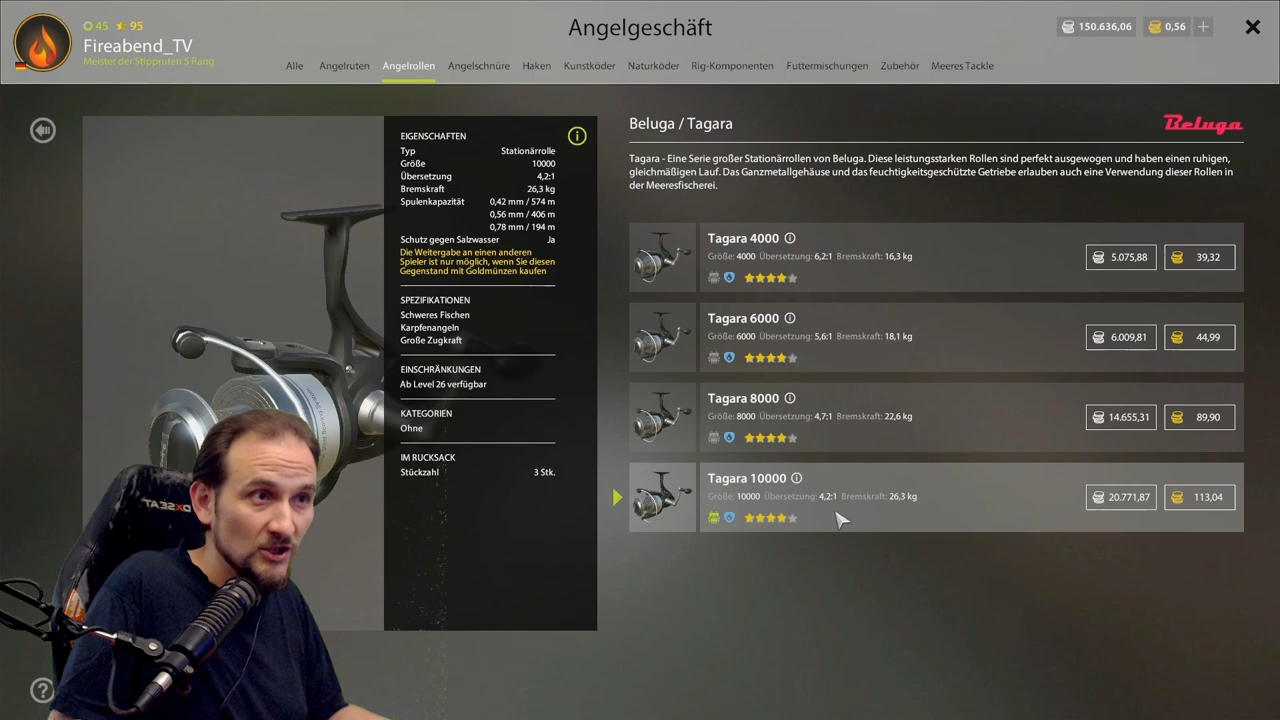 45 95
Fireabend_TV
Meister der Stippruten 5 Rang
Angelgeschäft
150.636,06
0,56
Alle Angelruten Angelrollen Angelschnüre Haken Kunstköder Naturköder Rig-Komponenten Futtermischungen Zubehör Meeres Tackle
EIGENSCHAFTEN
Typ Stationärrolle
Größe 10000
Übersetzung 4,2:1
Bremskraft 26,3 kg
Spulenkapazität 0,42 mm / 574 m
0,56 mm / 406 m
0,78 mm / 194 m
Schutz gegen Salzwasser Ja
Die Weitergabe an einen anderen
Spieler ist nur möglich, wenn Sie diesen
Gegenstand mit Goldmünzen kaufen
SPEZIFIKATIONEN
Schweres Fischen
Karpfenangeln
Große Zugkraft
EINSCHRÄNKUNGEN
Ab Level 26 verfügbar
KATEGORIEN
Ohne
IM RUCKSACK
Stückzahl 3 Stk.
Beluga / Tagara
Beluga
Tagara - Eine Serie großer Stationärrollen von Beluga. Diese leistungsstarken Rollen sind perfekt ausgewogen und haben einen ruhigen,
gleichmäßigen Lauf. Das Ganzmetallgehäuse und das feuchtigkeitsgeschützte Getriebe erlauben auch eine Verwendung dieser Rollen in
der Meeresfischerei.
Tagara 4000
Größe: 4000 Übersetzung: 6,2:1 Bremskraft: 16,3 kg
5.075,88 39,32
Tagara 6000
Größe: 6000 Übersetzung: 5,6:1 Bremskraft: 18,1 kg
6.009,81 44,99
Tagara 8000
Größe: 8000 Übersetzung: 4,7:1 Bremskraft: 22,6 kg
14.655,31 89,90
Tagara 10000
Größe: 10000 Übersetzung: 4,2:1 Bremskraft: 26,3 kg
20.771,87 113,04